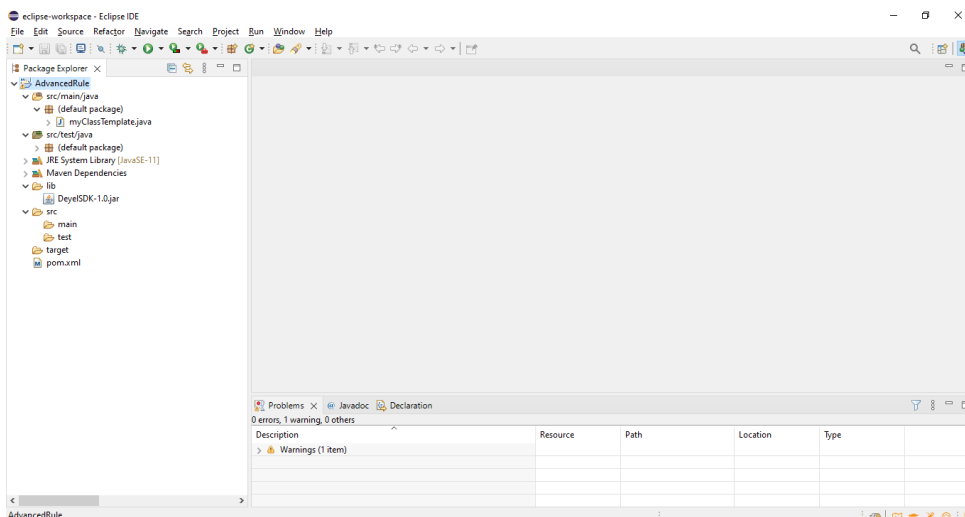 eclipse-workspace - Eclipse IDE
File Edit Source Refactor Navigate Search Project Run Window Help
Package Explorer
AdvancedRule
src/main/java
(default package)
myClassTemplate.java
src/test/java
(default package)
JRE System Library [JavaSE-11]
Maven Dependencies
lib
DeyelSDK-1.0.jar
src
main
test
target
pom.xml
Problems @ Javadoc Declaration
0 errors, 1 warning, 0 others
Description Resource Path Location Type
Warnings (1 item)
AdvancedRule